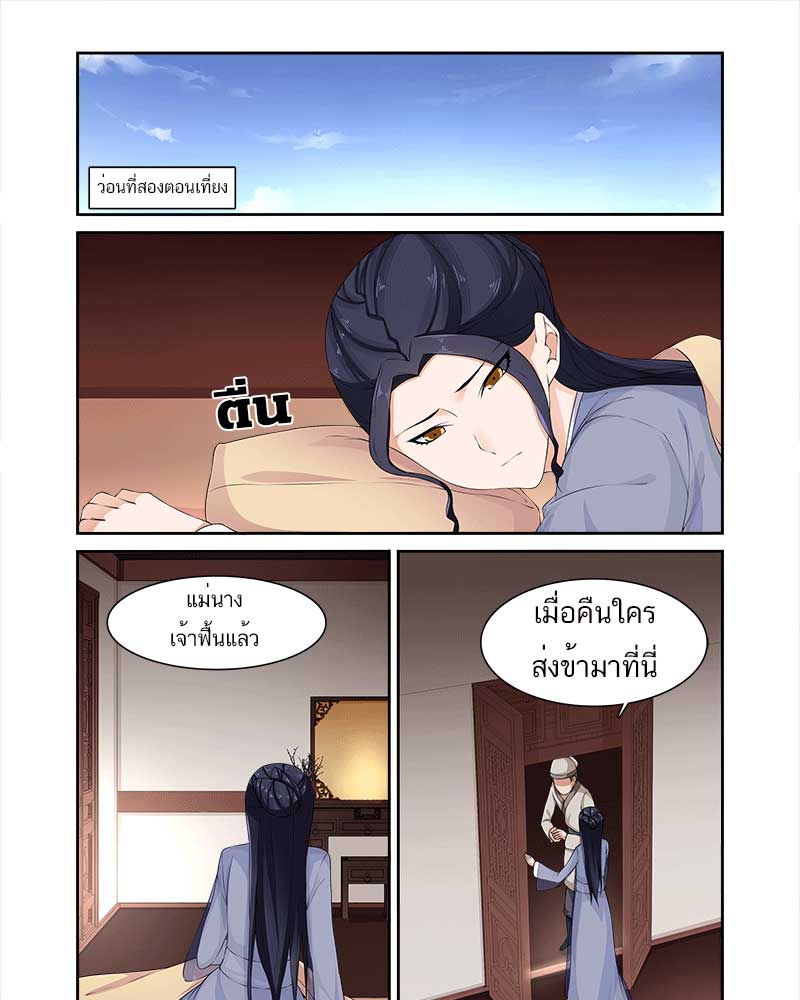 ว่อนที่สองตอนเที่ยง
ตื่น
แม่นาง
เจ้าฟื้นแล้ว
เมื่อคืนใคร
ส่งข้ามาที่นี่